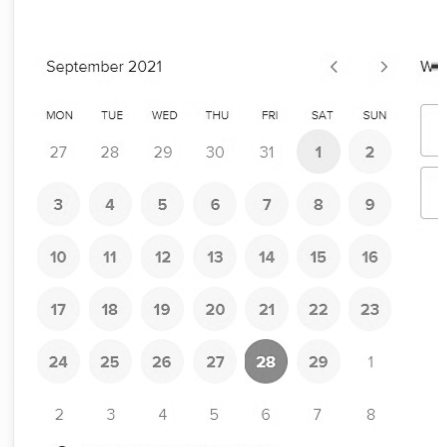 September 2021 < >
W
MON TUE WED THU FRI SAT SUN
27 28 29 30 31 1 2
3 4 5 6 7 8 9
10 11 12 13 14 15 16
17 18 19 20 21 22 23
24 25 26 27 28 29 1
2 3 4 5 6 7 8